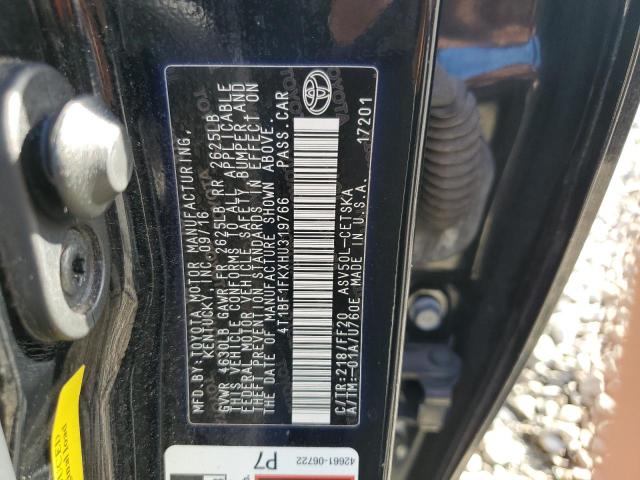 MFD. BY:TOYOTA MOTOR MANUFACTURING,
KENTUCKY, INC. 09/16
GVWR 4630LB GAWR FR 2625LB RR 2625LB
THIS VEHICLE CONFORMS TO ALL APPLICABLE
FEDERAL MOTOR VEHICLE SAFETY, BUMPER, AND
THEFT PREVENTION STANDARDS IN EFFECT ON
THE DATE OF MANUFACTURE SHOWN ABOVE.
4T1BF1FKXHU319766 PASS. CAR
C/TR:218/FF20 ASV50L-CETSKA
A/TM:-01A/U760E MADE IN U.S.A. 17201
TOYOTA
42661-06722
P7